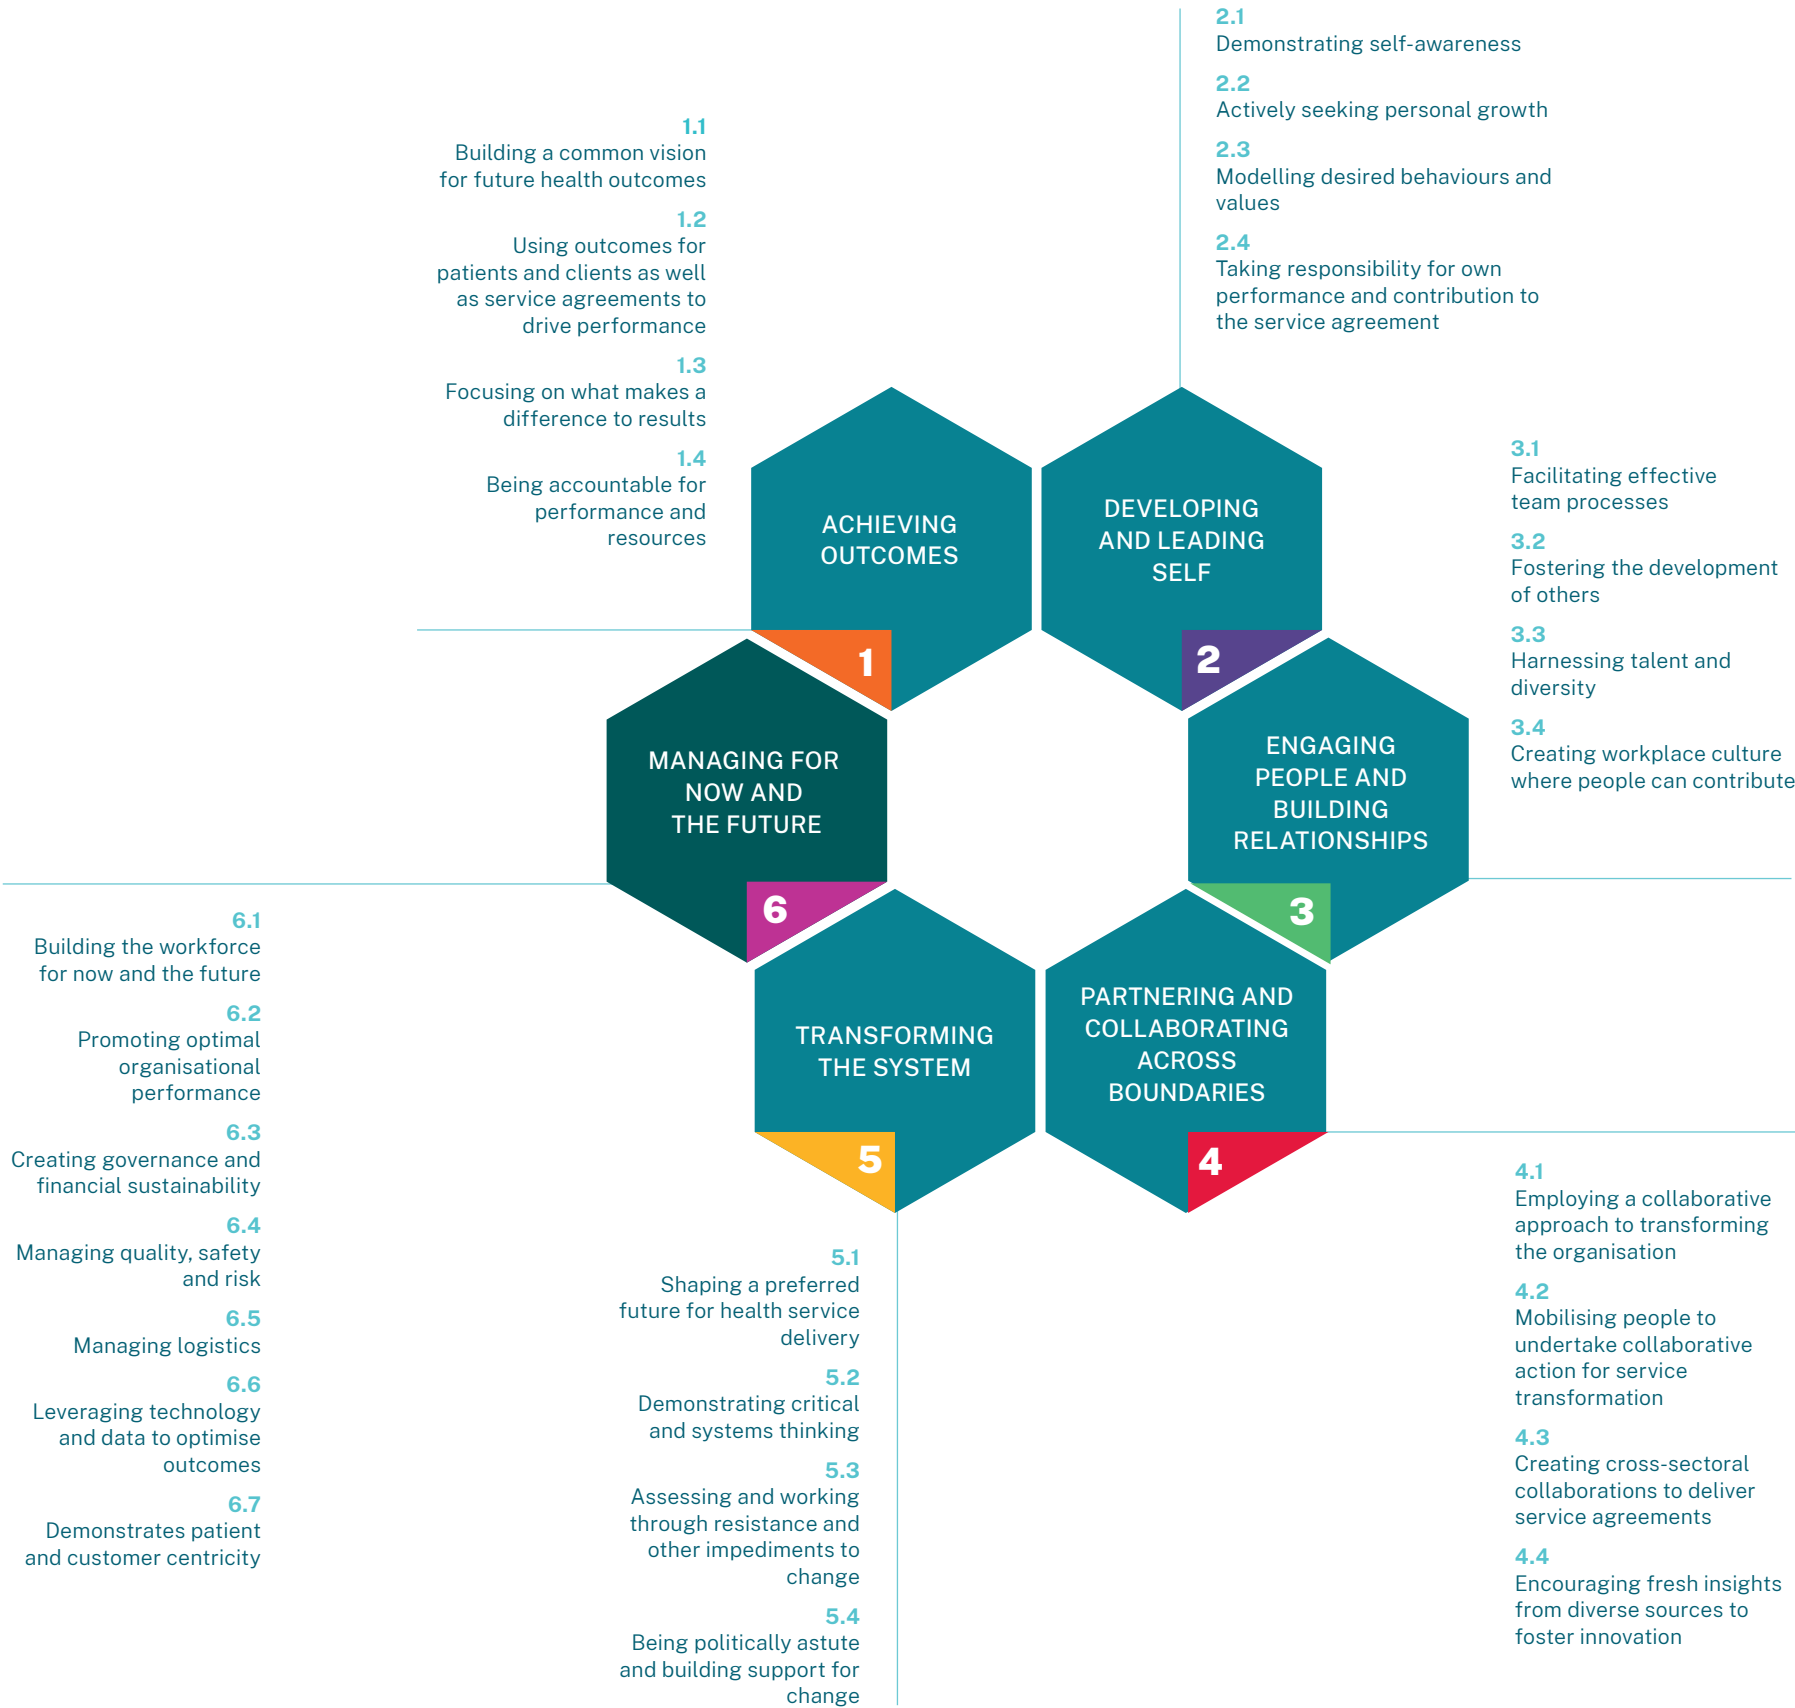 1.1
Building a common vision
for future health outcomes
1.2
Using outcomes for
patients and clients as well
as service agreements to
drive performance
1.3
Focusing on what makes a
difference to results
1.4
Being accountable for
performance and
resources
ACHIEVING
OUTCOMES
1
2.1
Demonstrating self-awareness
2.2
Actively seeking personal growth
2.3
Modelling desired behaviours and
values
2.4
Taking responsibility for own
performance and contribution to
the service agreement
DEVELOPING
AND LEADING
SELF
2
3.1
Facilitating effective
team processes
3.2
Fostering the development
of others
3.3
Harnessing talent and
diversity
3.4
Creating workplace culture
where people can contribute
ENGAGING
PEOPLE AND
BUILDING
RELATIONSHIPS
3
PARTNERING AND
COLLABORATING
ACROSS
BOUNDARIES
4
4.1
Employing a collaborative
approach to transforming
the organisation
4.2
Mobilising people to
undertake collaborative
action for service
transformation
4.3
Creating cross-sectoral
collaborations to deliver
service agreements
4.4
Encouraging fresh insights
from diverse sources to
foster innovation
TRANSFORMING
THE SYSTEM
5
5.1
Shaping a preferred
future for health service
delivery
5.2
Demonstrating critical
and systems thinking
5.3
Assessing and working
through resistance and
other impediments to
change
5.4
Being politically astute
and building support for
change
MANAGING FOR
NOW AND
THE FUTURE
6
6.1
Building the workforce
for now and the future
6.2
Promoting optimal
organisational
performance
6.3
Creating governance and
financial sustainability
6.4
Managing quality, safety
and risk
6.5
Managing logistics
6.6
Leveraging technology
and data to optimise
outcomes
6.7
Demonstrates patient
and customer centricity